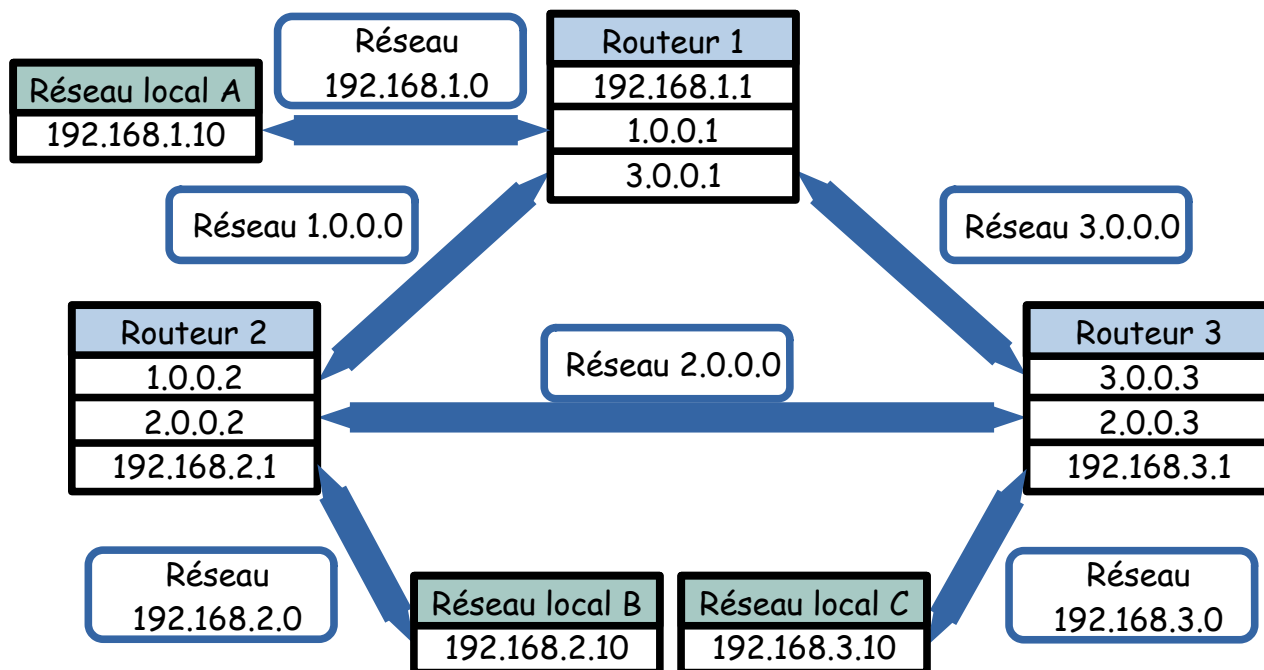 Réseau
192.168.1.0
Réseau local A
192.168.1.10
Routeur 1
192.168.1.1
1.0.0.1
3.0.0.1
Réseau 1.0.0.0
Réseau 3.0.0.0
Routeur 2
1.0.0.2
2.0.0.2
192.168.2.1
Réseau 2.0.0.0
Routeur 3
3.0.0.3
2.0.0.3
192.168.3.1
Réseau
192.168.2.0
Réseau local B
192.168.2.10
Réseau local C
192.168.3.10
Réseau
192.168.3.0